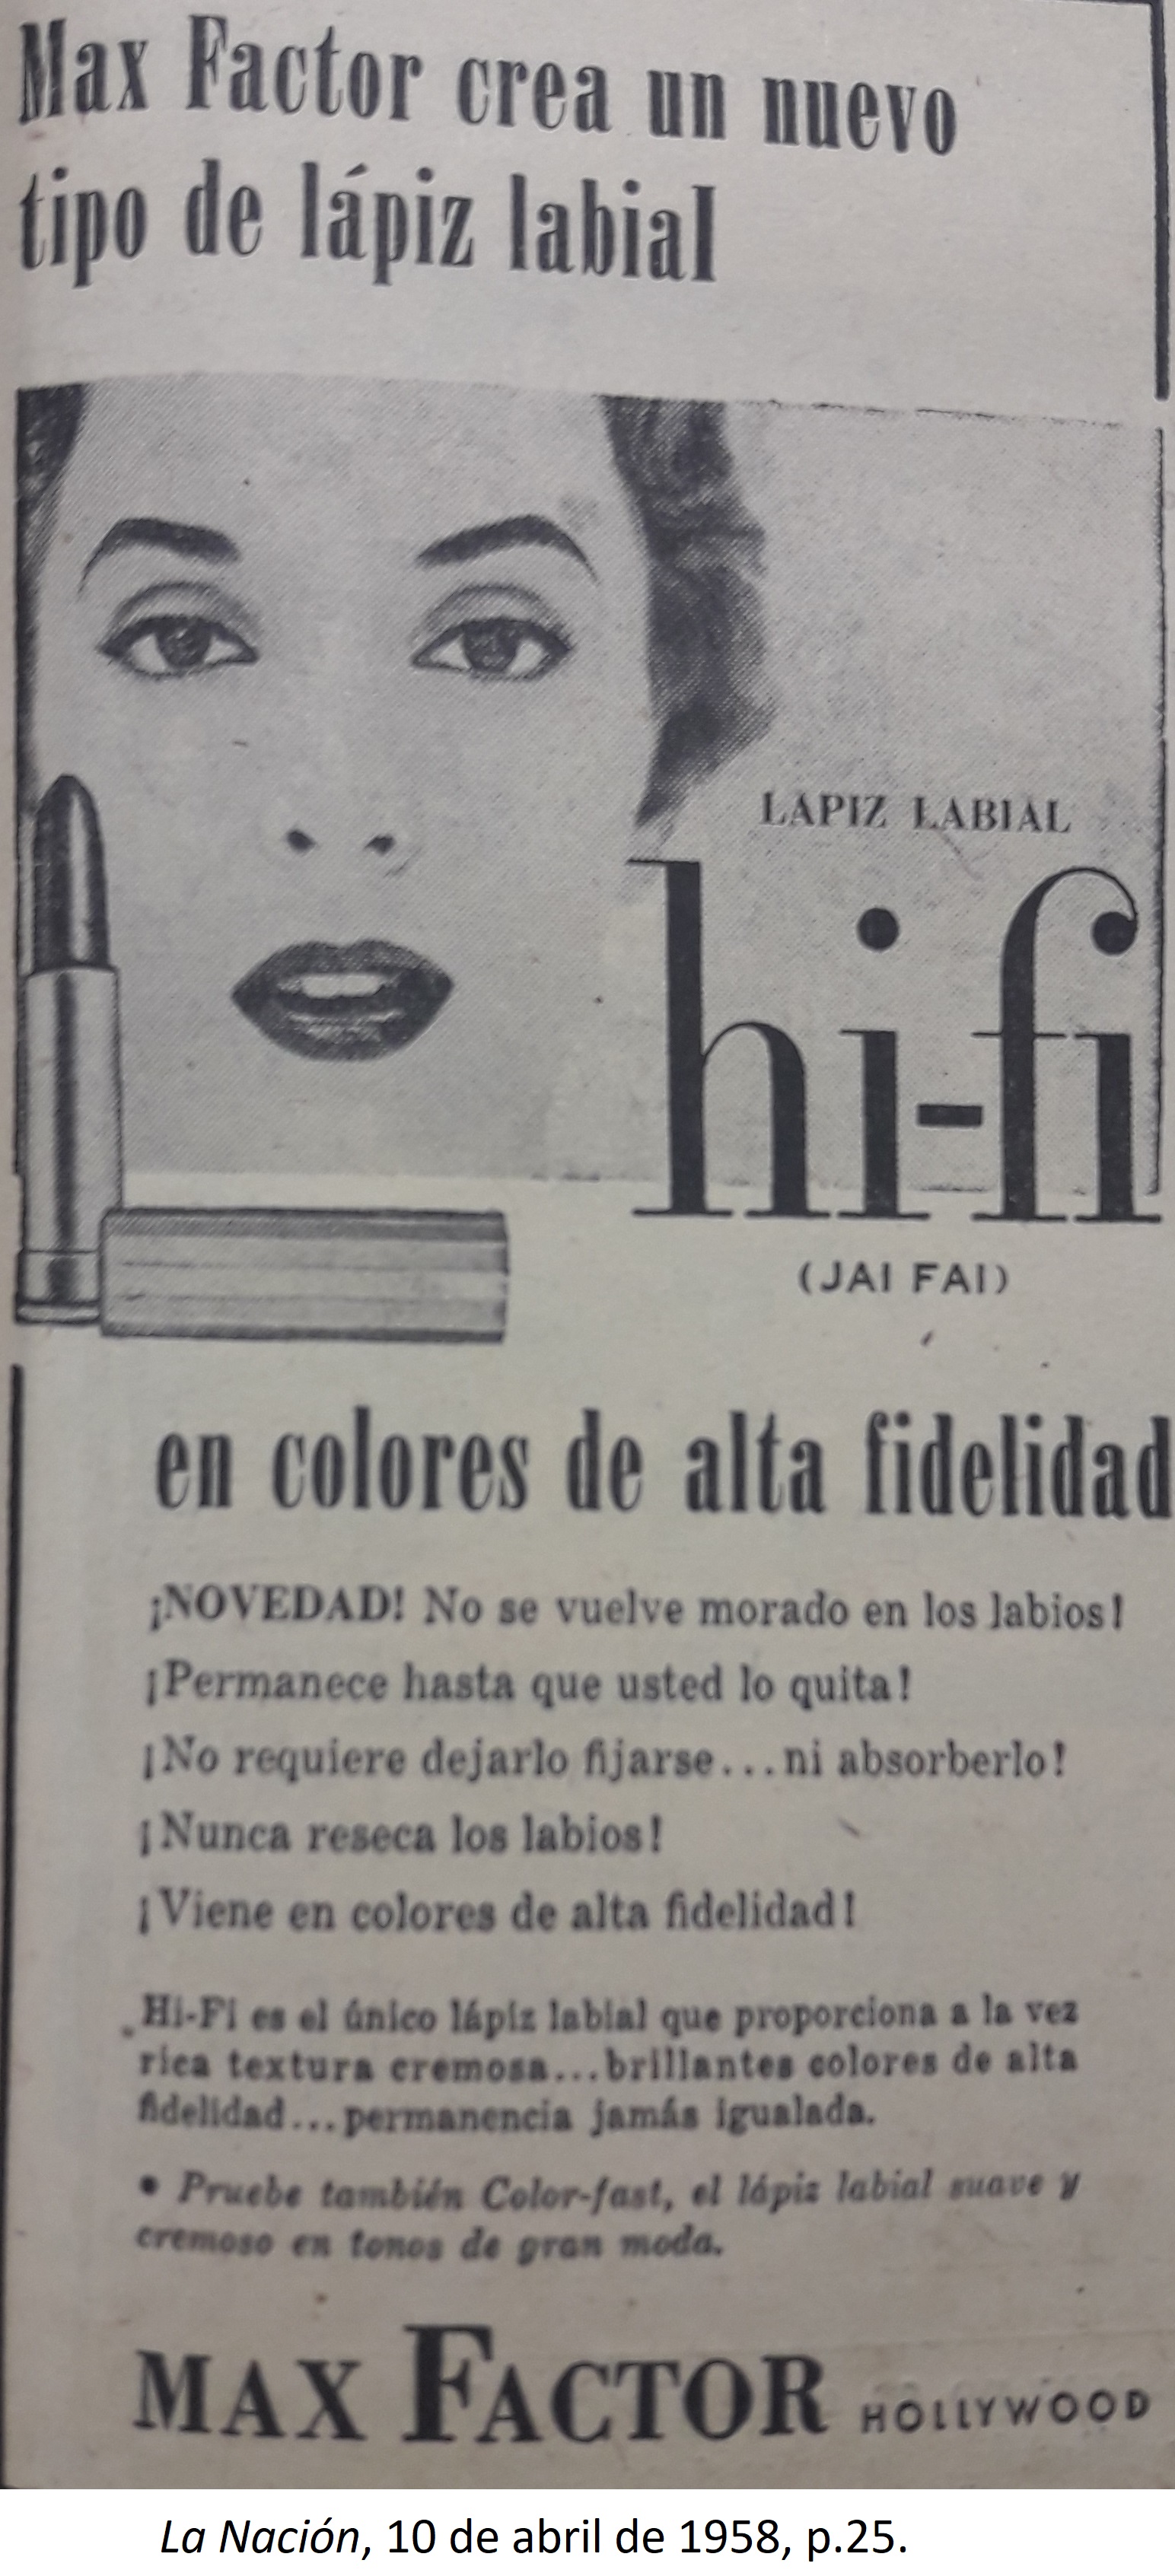 Max Factor crea un nuevo
tipo de lápiz labial
LAPIZ LABIAL
hi-fi
(JAI FAI)
en colores de alta fidelidad
¡NOVEDAD! No se vuelve morado en los labios!
¡Permanece hasta que usted lo quita!
¡No requiere dejarlo fijarse...ni absorberlo!
¡Nunca reseca los labios!
¡Viene en colores de alta fidelidad!
Hi-Fi es el único lápiz labial que proporciona a la vez
rica textura cremosa...brillantes colores de alta
fidelidad...permanencia jamás igualada.
• Pruebe también Color-fast, el lápiz labial suave y
cremoso en tonos de gran moda.
MAX FACTOR HOLLYWOOD
La Nación, 10 de abril de 1958, p.25.